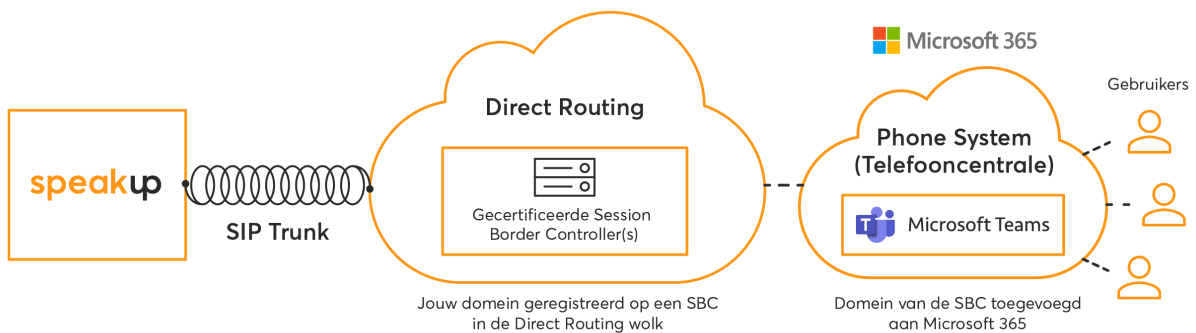 speakup
SIP Trunk
Direct Routing
Gecertificeerde Session
Border Controller(s)
Jouw domein geregistreerd op een SBC
in de Direct Routing wolk
Microsoft 365
Phone System
(Telefooncentrale)
T
Microsoft Teams
Domein van de SBC toegevoegd
aan Microsoft 365
Gebruikers